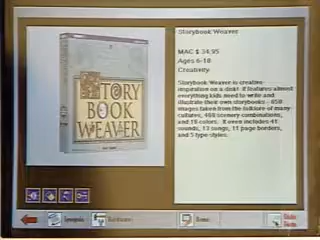 Storybook Weaver
MAC $ 34.95
Ages 6-10
Creativity
Storybook Weaver is creative
inspiration on a disk! It features almost
everything kids need to write and
illustrate their own storybooks - 650
images taken from the folklore of many
cultures, 488 scenery combinations,
and 16 colors. It even includes 41
sounds, 13 songs, 11 page borders,
and 5 type styles.
STORY
BOOK
WEAVER
Synopsis
Demo